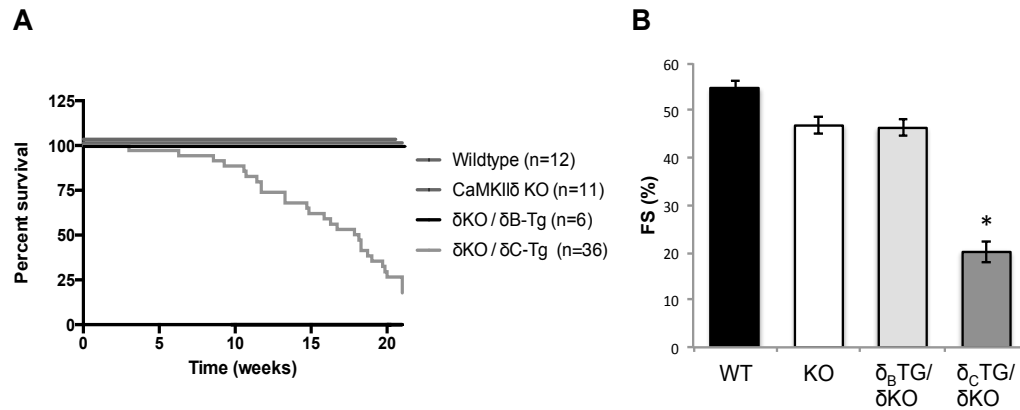 A
Percent survival
125
100
75
50
25
0
0 5 10 15 20
Time (weeks)
Wildtype (n=12)
CaMKIIδ KO (n=11)
δKO / δB-Tg (n=6)
δKO / δC-Tg (n=36)
B
FS (%)
60
50
40
30
20
10
0
*
WT KO δBTG/ δCTG/
δKO δKO